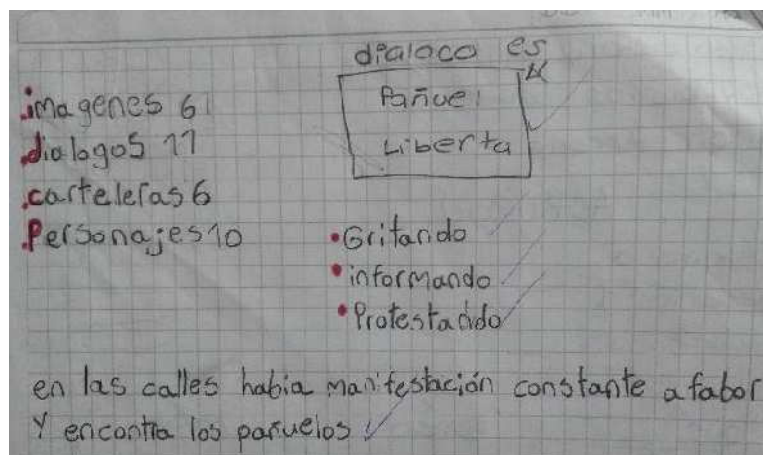 dialoco es
Pañuel
Liberta
.imagenes 6
.dialogos 11
.carteleras 6
.Personajes 10
•Gritando
•informando
•Protestando
en las calles habia manifestación constante a fabor
Y encontra los pañuelos